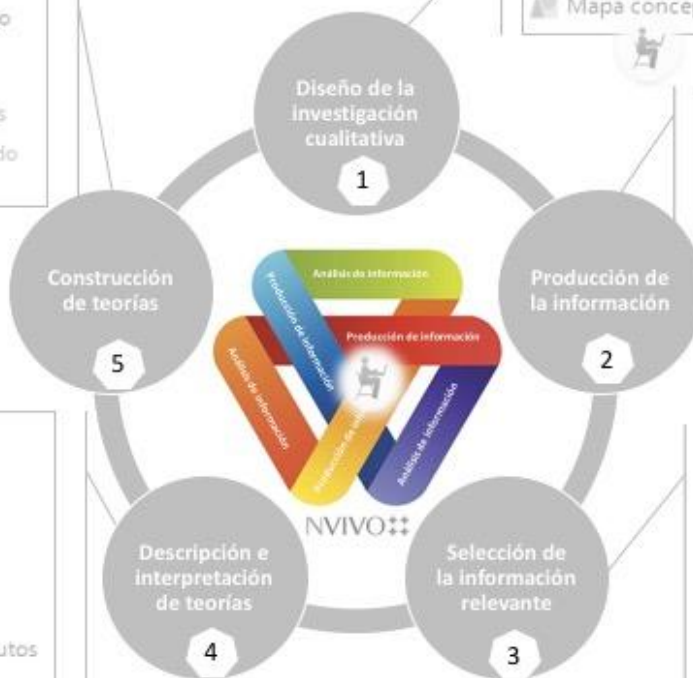 Mapa
Diseño de la
investigación
cualitativa
1
Producción de
la información
2
Selección de
la información
relevante
3
Descripción e
interpretación
de teorías
4
Construcción
de teorías
5
Análisis de información
Producción de información
Producción de información
Análisis de información
Producción de
Análisis de información
NVIVO